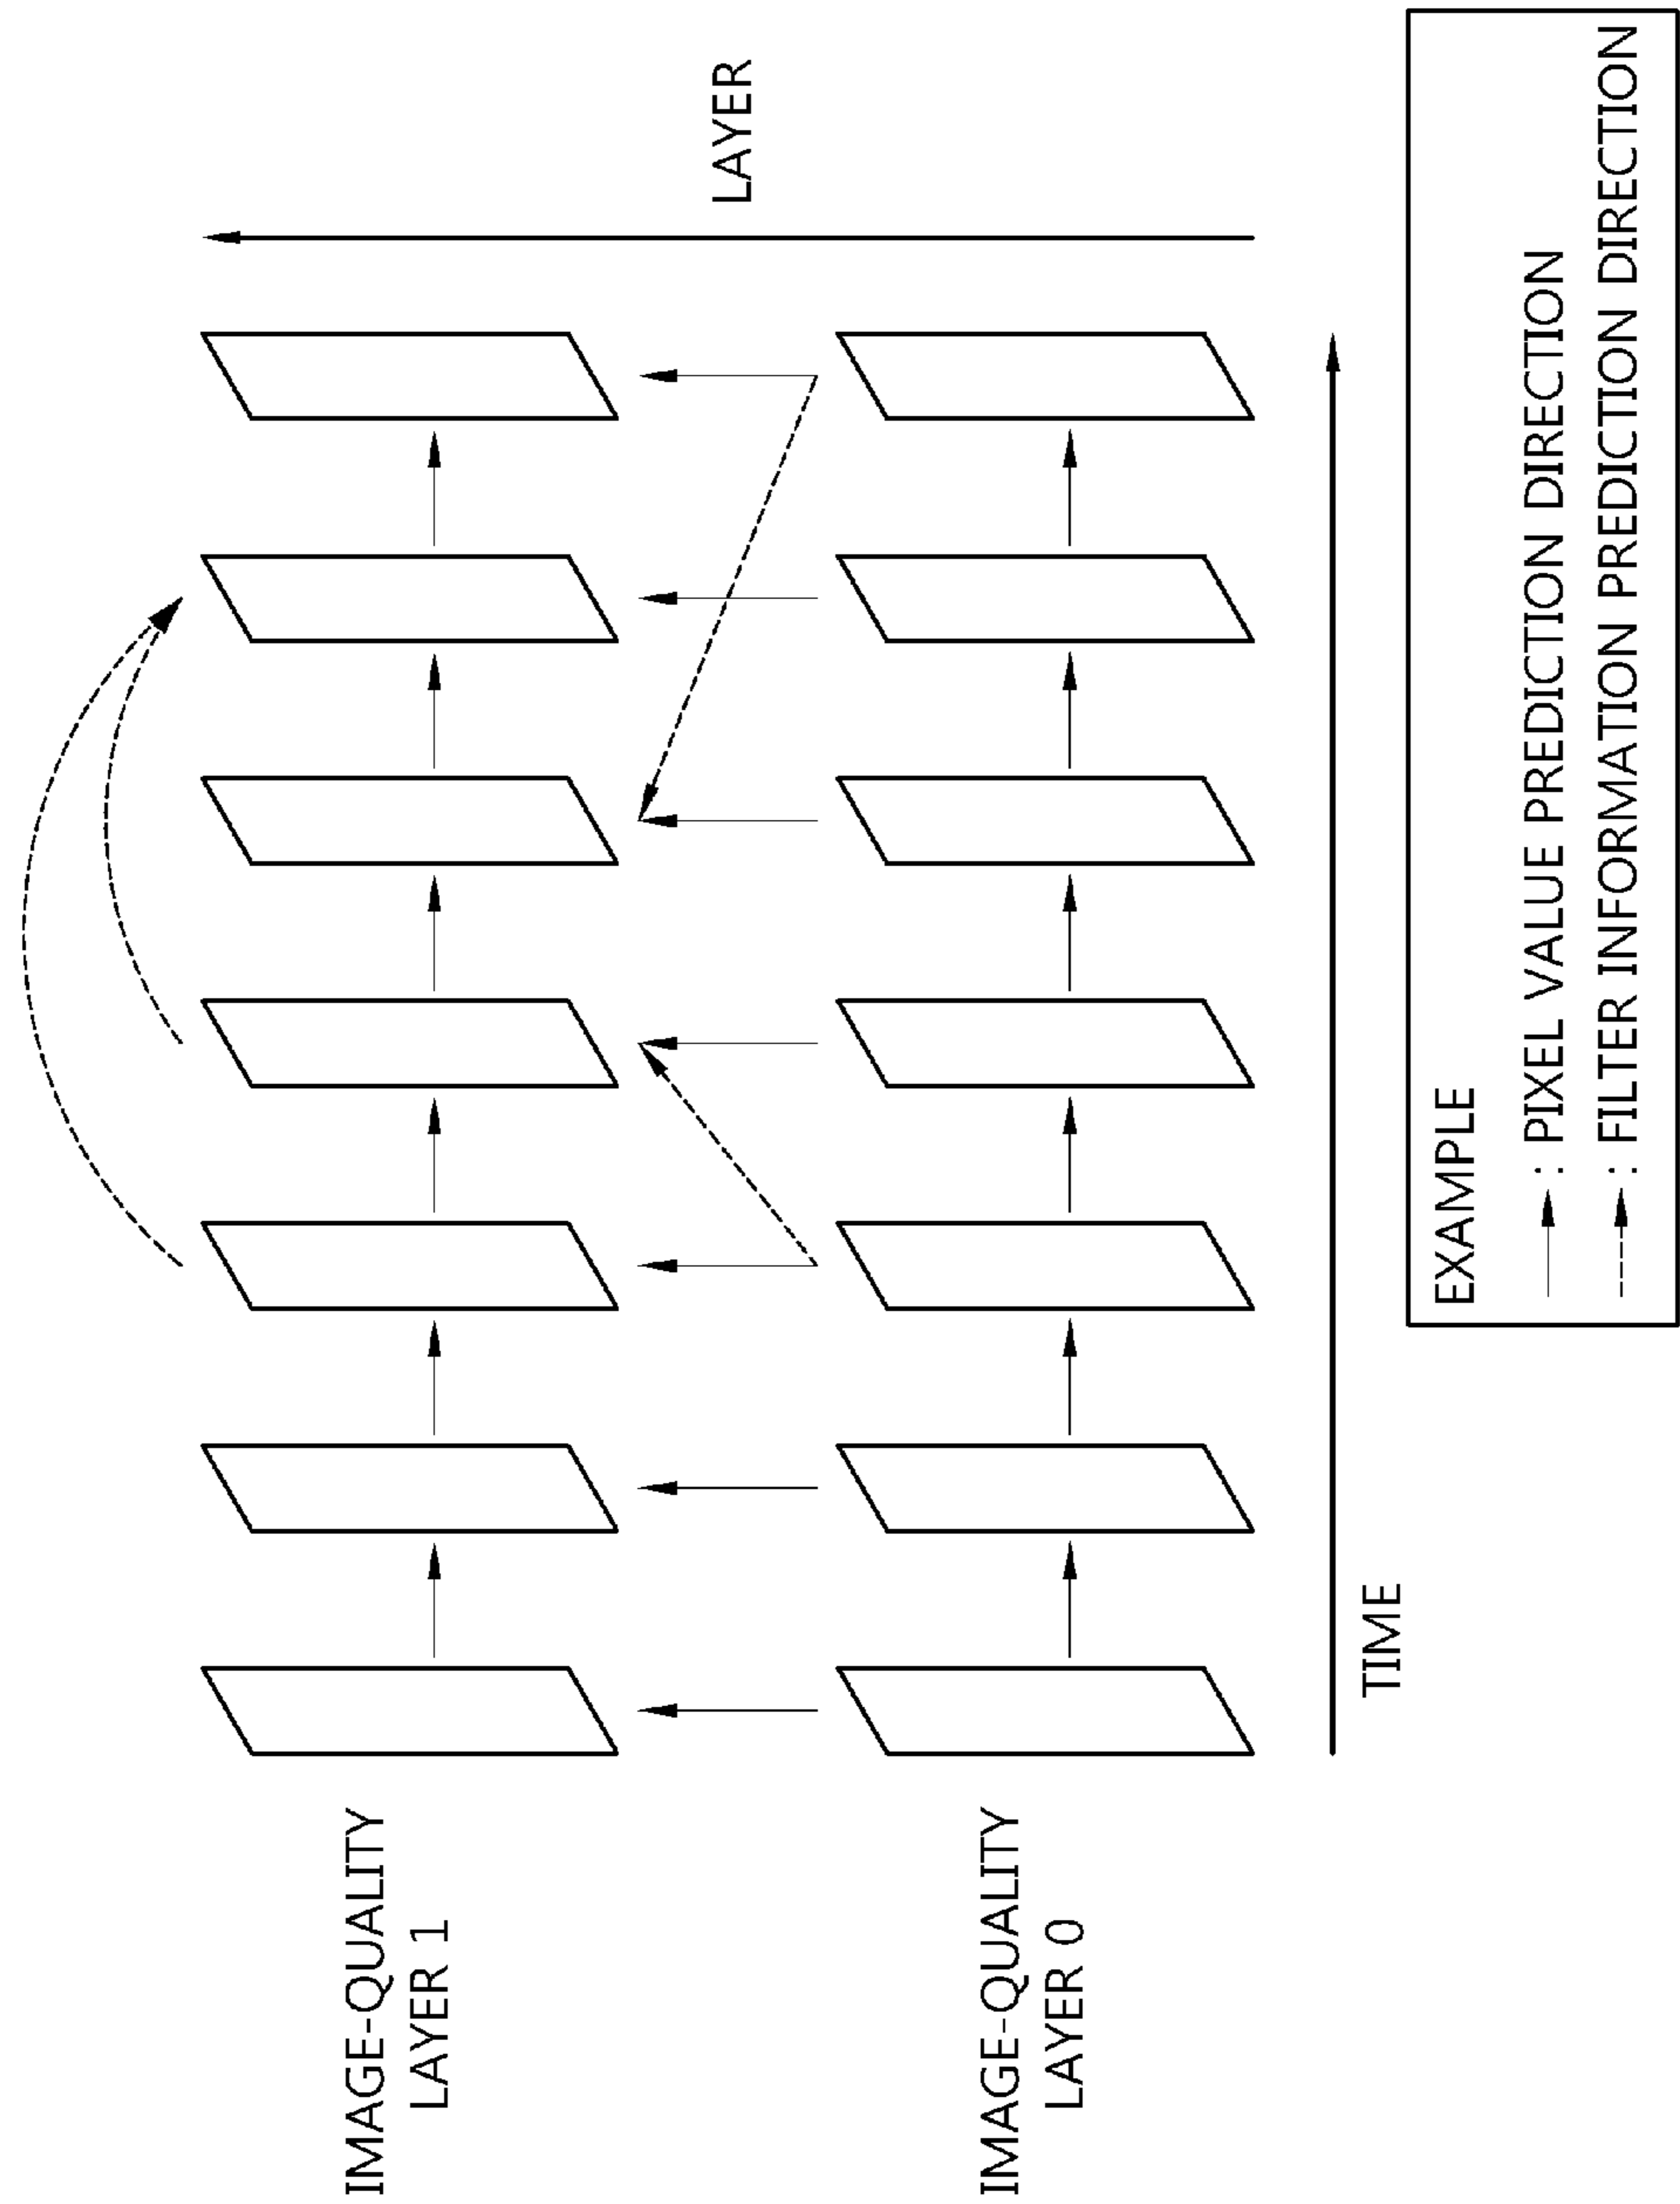 LAYER
IMAGE-QUALITY
LAYER 1
IMAGE-QUALITY
LAYER 0
TIME
EXAMPLE
: PIXEL VALUE PREDICTION DIRECTION
: FILTER INFORMATION PREDICTION DIRECTION